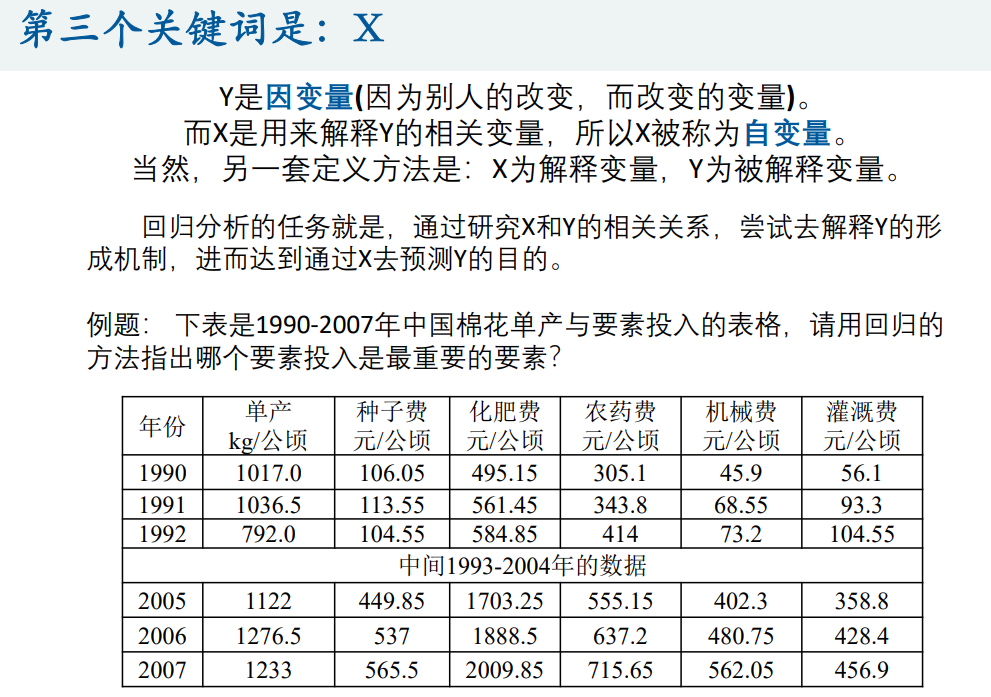 第三个关键词是：X
Y是因变量(因为别人的改变，而改变的变量)。
而X是用来解释Y的相关变量，所以X被称为自变量。
当然，另一套定义方法是：X为解释变量，Y为被解释变量。
回归分析的任务就是，通过研究X和Y的相关关系，尝试去解释Y的形
成机制，进而达到通过X去预测Y的目的。
例题： 下表是1990-2007年中国棉花单产与要素投入的表格，请用回归的
方法指出哪个要素投入是最重要的要素？
年份 单产 种子费 化肥费 农药费 机械费 灌溉费
kg/公顷 元/公顷 元/公顷 元/公顷 元/公顷 元/公顷
1990 1017.0 106.05 495.15 305.1 45.9 56.1
1991 1036.5 113.55 561.45 343.8 68.55 93.3
1992 792.0 104.55 584.85 414 73.2 104.55
中间1993-2004年的数据
2005 1122 449.85 1703.25 555.15 402.3 358.8
2006 1276.5 537 1888.5 637.2 480.75 428.4
2007 1233 565.5 2009.85 715.65 562.05 456.9